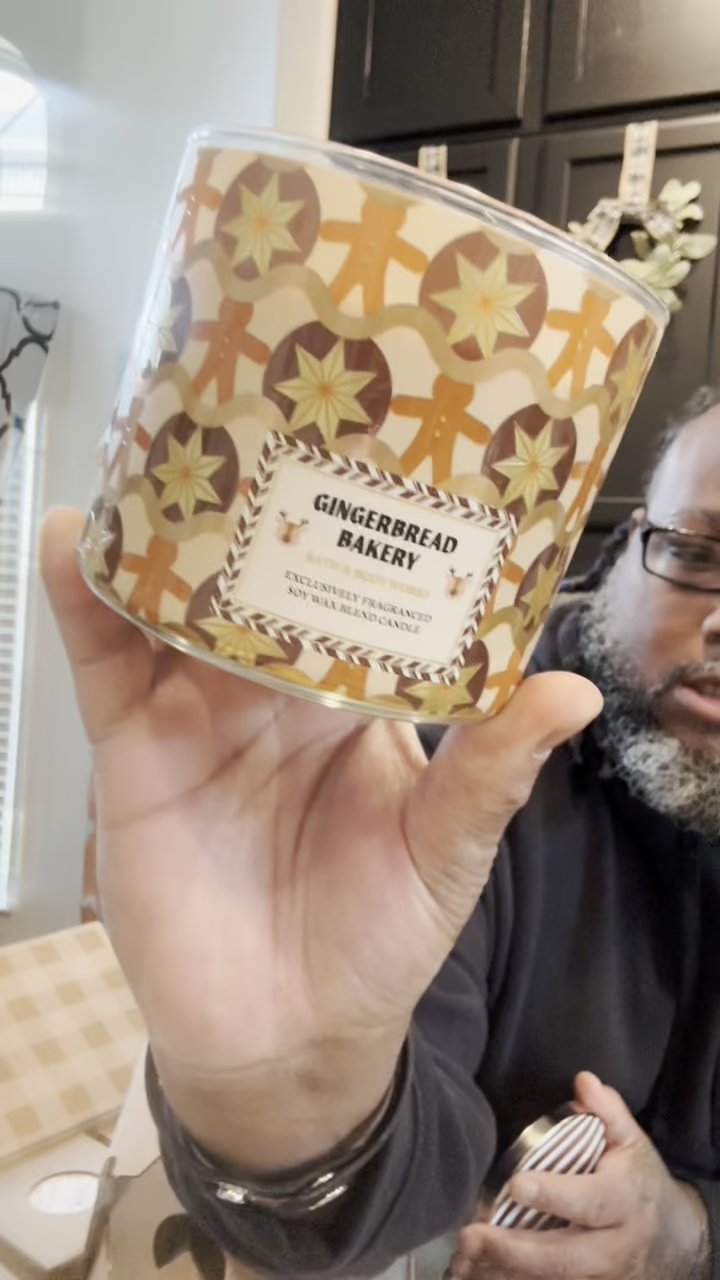 GINGERBREAD
BAKERY
BATH & BODY WORKS
EXCLUSIVELY FRAGRANCED
SOY WAX BLEND CANDLE